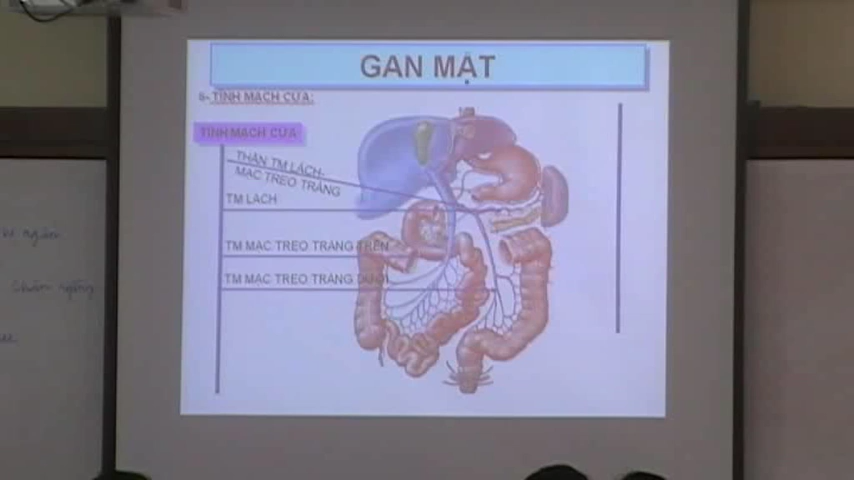 GAN MẬT
6- TĨNH MẠCH CỬA:
TĨNH MẠCH CỬA
THÂN TM LÁCH-
MẠC TREO TRÀNG
TM LÁCH
TM MẠC TREO TRÀNG TRÊN
TM MẠC TREO TRÀNG DƯỚI